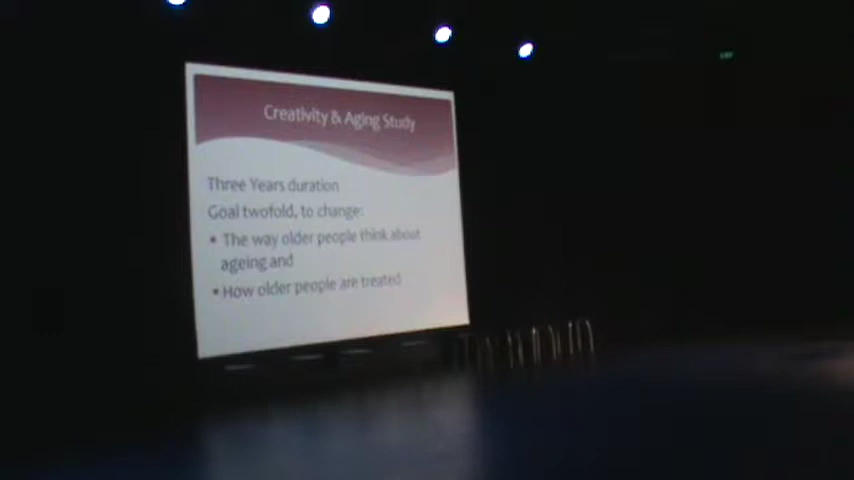 Creativity & Aging Study
Three Years duration
Goal twofold, to change:
• The way older people think about
ageing and
• How older people are treated